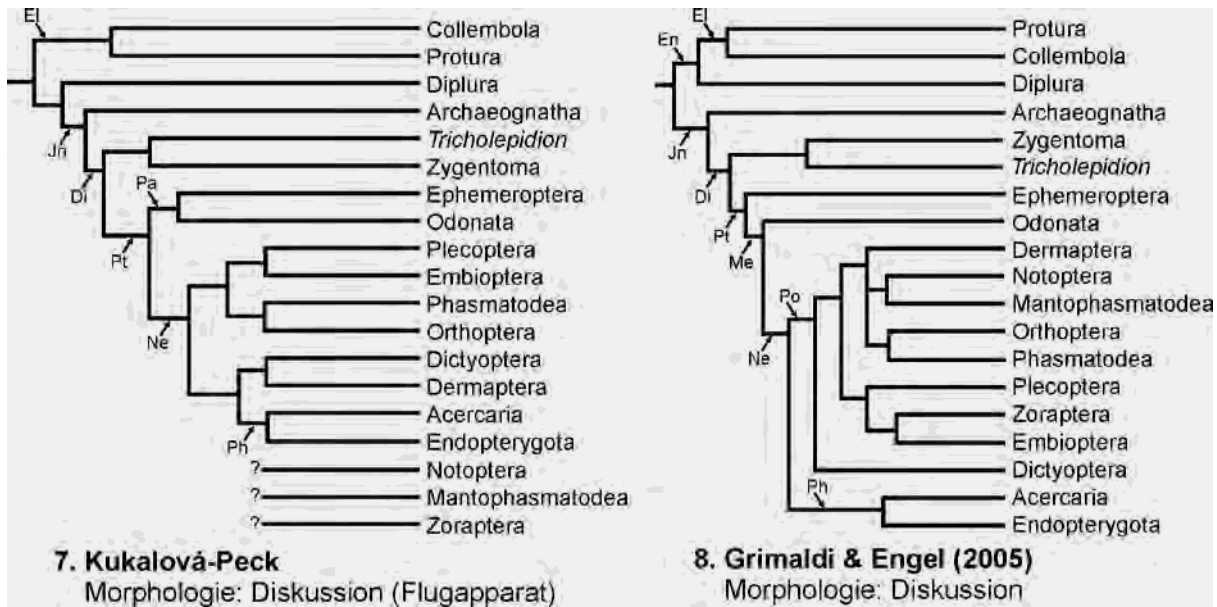 El
Collembola
Protura
Diplura
Archaeognatha
Jn
Tricholepidion
Di
Zygentoma
Pa
Ephemeroptera
Odonata
Pt
Plecoptera
Embioptera
Phasmatodea
Ne
Orthoptera
Dictyoptera
Dermaptera
Acercaria
Ph
Endopterygota
? Notoptera
? Mantophasmatodea
? Zoraptera
7. Kukalová-Peck
Morphologie: Diskussion (Flugapparat)
El
Protura
En
Collembola
Diplura
Archaeognatha
Jn
Zygentoma
Di
Tricholepidion
Ephemeroptera
Pt
Odonata
Me
Dermaptera
Notoptera
Po
Mantophasmatodea
Orthoptera
Ne
Phasmatodea
Plecoptera
Zoraptera
Embioptera
Dictyoptera
Ph
Acercaria
Endopterygota
8. Grimaldi & Engel (2005)
Morphologie: Diskussion